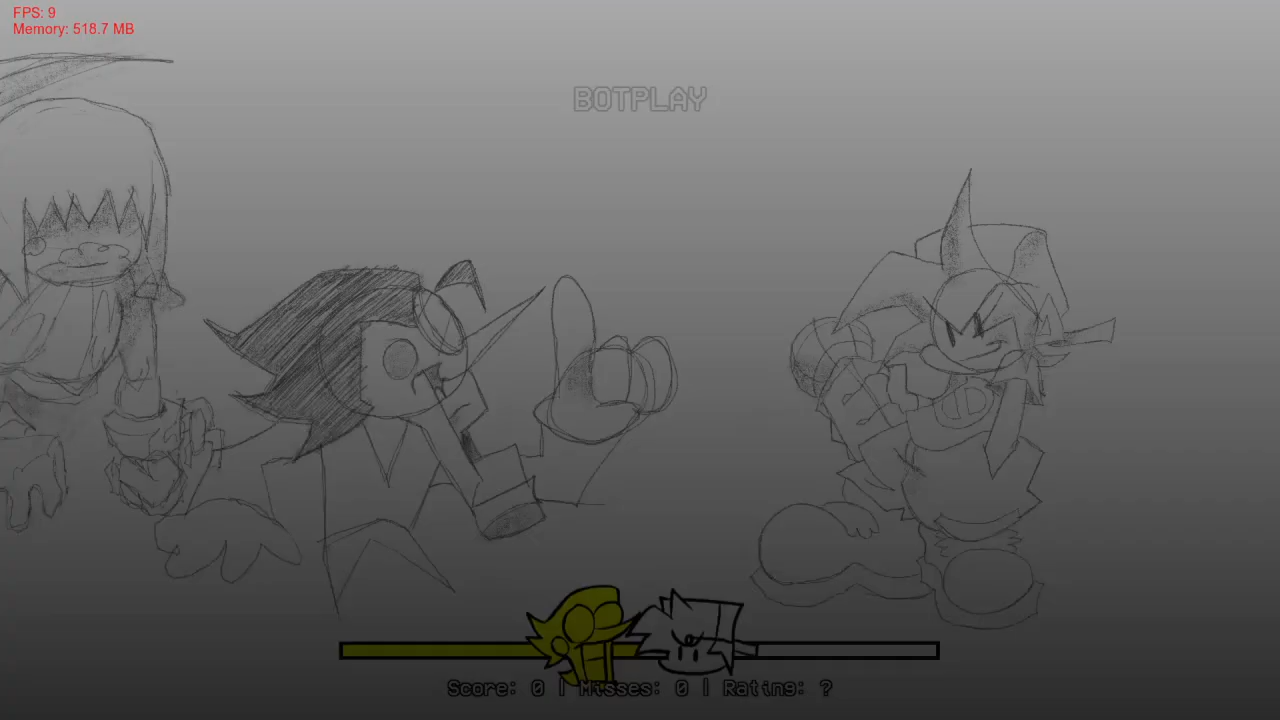 FPS: 9
Memory: 518.7 MB
BOTPLAY
Score: 0 | Misses: 0 | Rating: ?